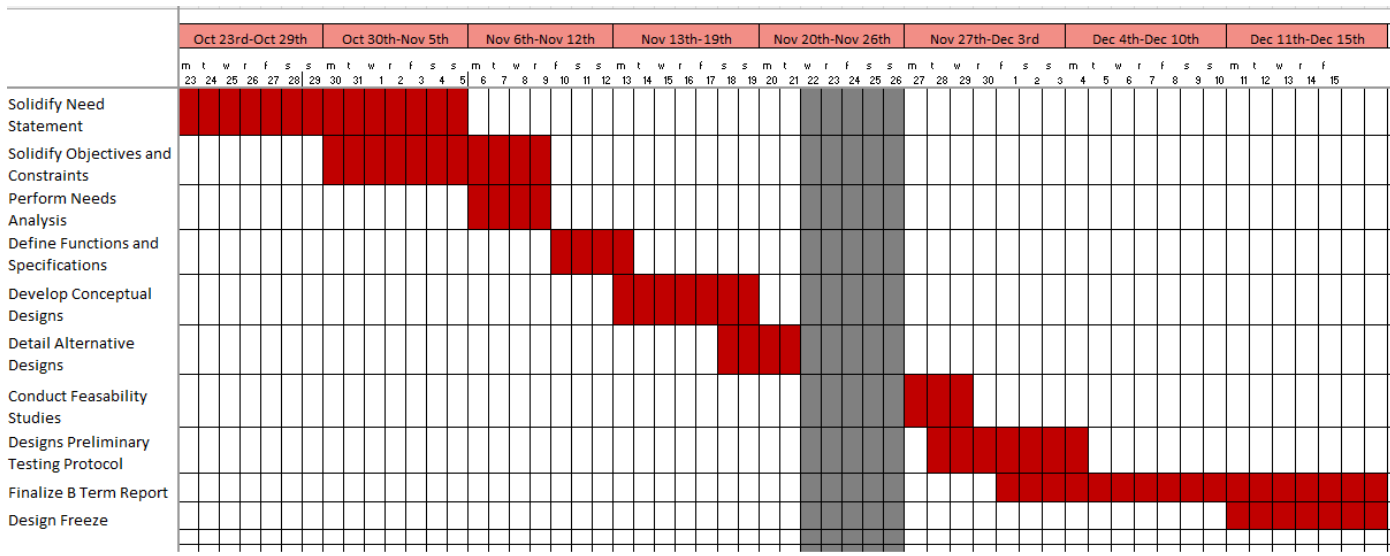 Oct 23rd-Oct 29th Oct 30th-Nov 5th Nov 6th-Nov 12th Nov 13th-19th Nov 20th-Nov 26th Nov 27th-Dec 3rd Dec 4th-Dec 10th Dec 11th-Dec 15th
m t w r f s s m t w r f s s m t w r f s s m t w r f s s m t w r f s s m t w r f s s m t w r f s s m t w r f
23 24 25 26 27 28 29 30 31 1 2 3 4 5 6 7 8 9 10 11 12 13 14 15 16 17 18 19 20 21 22 23 24 25 26 27 28 29 30 1 2 3 4 5 6 7 8 9 10 11 12 13 14 15
Solidify Need
Statement
Solidify Objectives and
Constraints
Perform Needs
Analysis
Define Functions and
Specifications
Develop Conceptual
Designs
Detail Alternative
Designs
Conduct Feasability
Studies
Designs Preliminary
Testing Protocol
Finalize B Term Report
Design Freeze